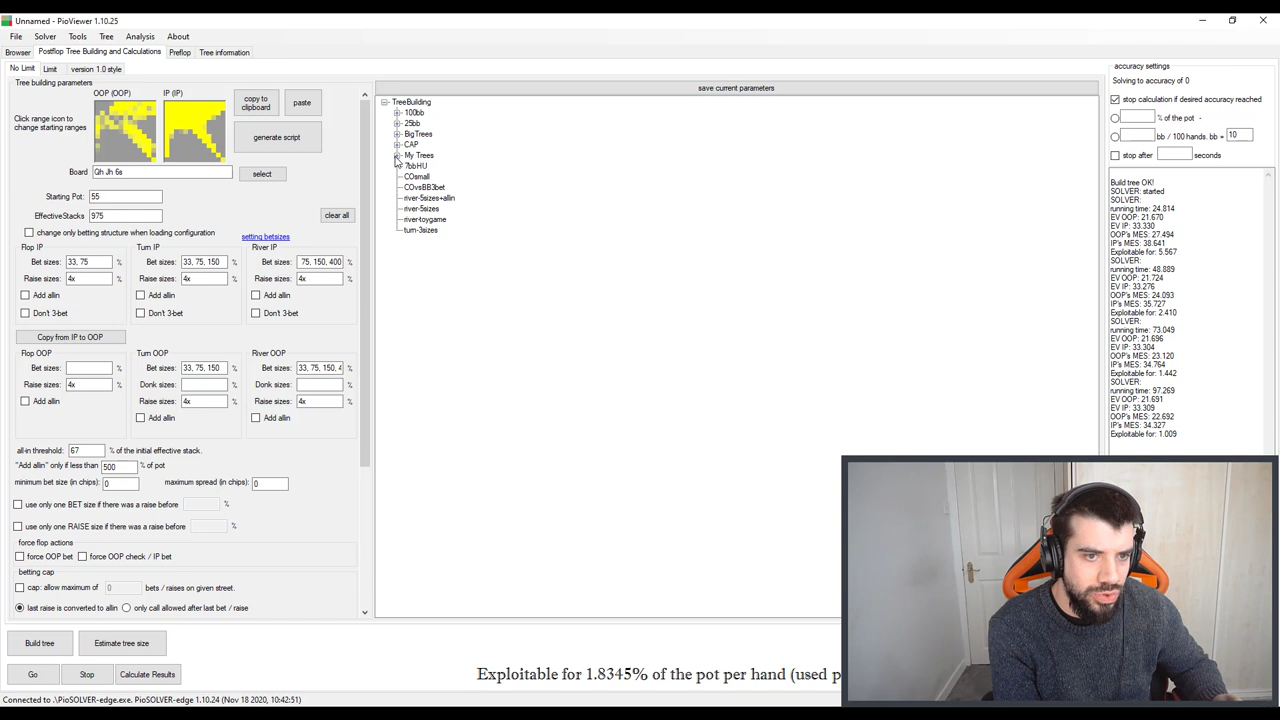 Unnamed - PioViewer 1.10.25
File Solver Tools Tree Analysis About
Browser Postflop Tree Building and Calculations Preflop Tree information
No Limit Limit version 1.0 style
Tree building parameters
OOP (OOP) IP (IP)
Click range icon to change starting ranges
copy to clipboard paste
generate script
Board Qh Jh 6s select
Starting Pot: 55
EffectiveStacks 975 clear all
change only betting structure when loading configuration
setting betsizes
Flop IP Turn IP River IP
Bet sizes: 33, 75 % Bet sizes: 33, 75, 150 % Bet sizes: 75, 150, 400 %
Raise sizes: 4x % Raise sizes: 4x % Raise sizes: 4x %
Add allin Add allin Add allin
Don't 3-bet Don't 3-bet Don't 3-bet
Copy from IP to OOP
Flop OOP Turn OOP River OOP
Bet sizes: % Bet sizes: 33, 75, 150 % Bet sizes: 33, 75, 150, 4 %
Raise sizes: 4x % Donk sizes: % Donk sizes: %
Add allin Raise sizes: 4x % Raise sizes: 4x %
Add allin Add allin
all-in threshold: 67 % of the initial effective stack.
"Add allin" only if less than 500 % of pot
minimum bet size (in chips): 0 maximum spread (in chips): 0
use only one BET size if there was a raise before %
use only one RAISE size if there was a raise before %
force flop actions
force OOP bet force OOP check / IP bet
betting cap
cap: allow maximum of 0 bets / raises on given street.
last raise is converted to allin only call allowed after last bet / raise
Build tree Estimate tree size
Go Stop Calculate Results
Connected to .\PioSOLVER-edge.exe. PioSOLVER-edge 1.10.24 (Nov 18 2020, 10:42:51)
save current parameters
TreeBuilding
100bb
25bb
BigTrees
CAP
My Trees
7bbHU
COsmall
COvsBB3bet
river-5sizes+allin
river-5sizes
river-toygame
turn-3sizes
Exploitable for 1.8345% of the pot per hand (used p
accuracy settings
Solving to accuracy of 0
stop calculation if desired accuracy reached
% of the pot -
bb / 100 hands. bb = 10
stop after seconds
Build tree OK!
SOLVER: started
SOLVER:
running time: 24.814
EV OOP: 21.670
EV IP: 33.330
OOP's MES: 27.494
IP's MES: 38.641
Exploitable for: 5.567
SOLVER:
running time: 48.889
EV OOP: 21.724
EV IP: 33.276
OOP's MES: 24.093
IP's MES: 35.727
Exploitable for: 2.410
SOLVER:
running time: 73.049
EV OOP: 21.696
EV IP: 33.304
OOP's MES: 23.120
IP's MES: 34.764
Exploitable for: 1.442
SOLVER:
running time: 97.269
EV OOP: 21.691
EV IP: 33.309
OOP's MES: 22.692
IP's MES: 34.327
Exploitable for: 1.009